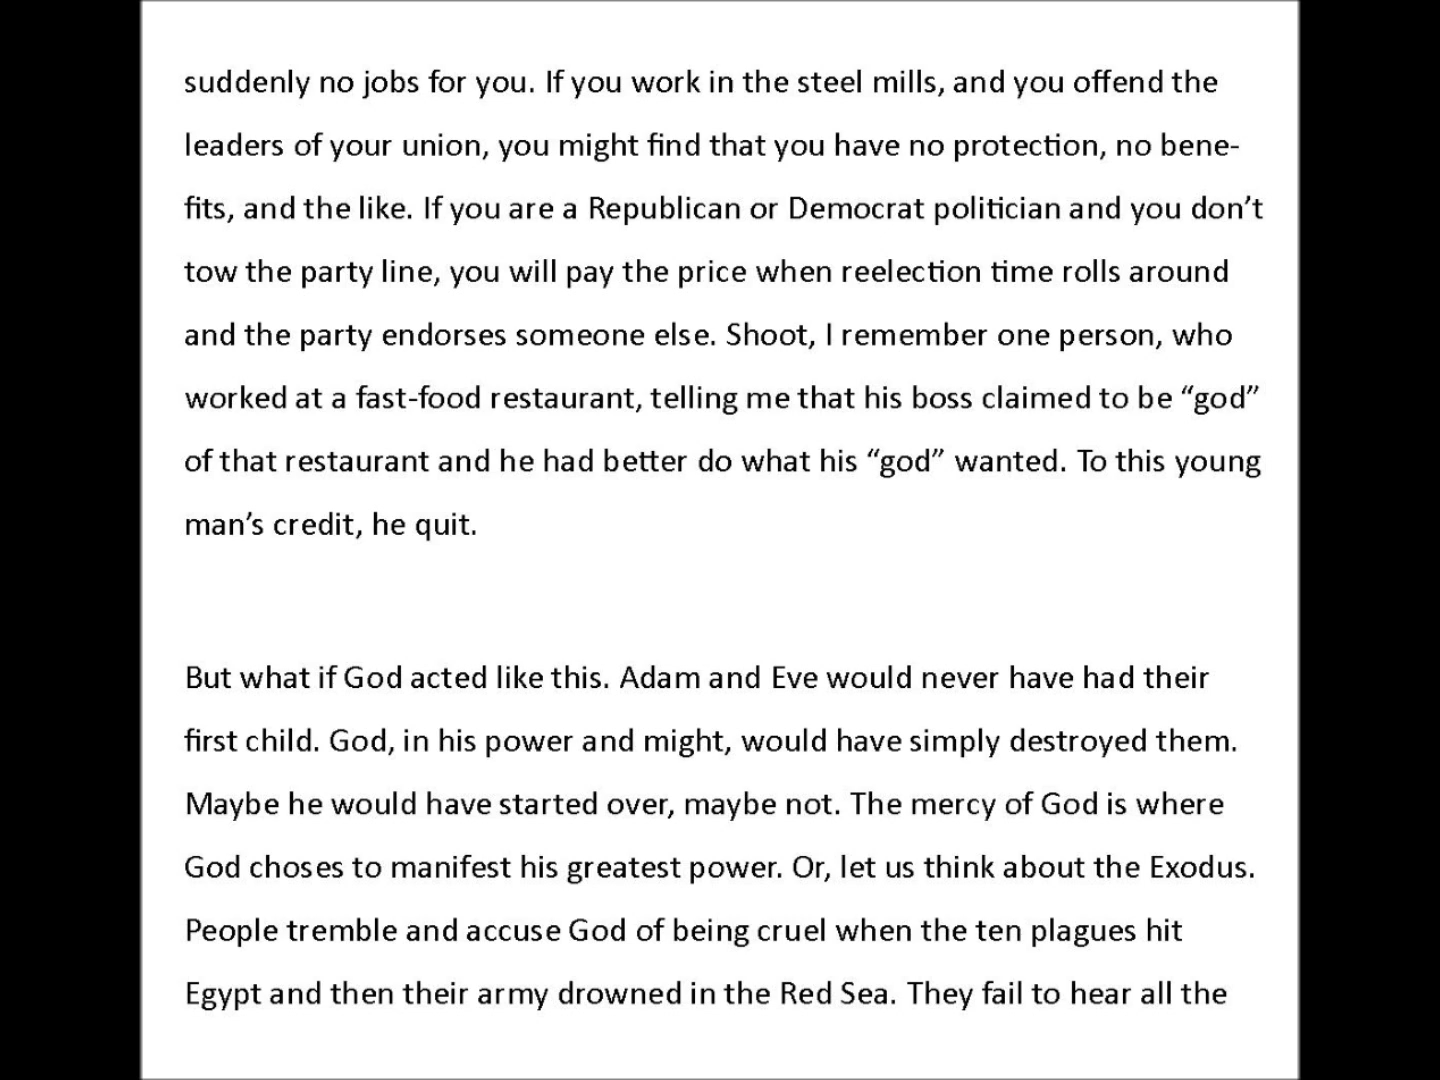 suddenly no jobs for you. If you work in the steel mills, and you offend the
leaders of your union, you might find that you have no protection, no bene-
fits, and the like. If you are a Republican or Democrat politician and you don’t
tow the party line, you will pay the price when reelection time rolls around
and the party endorses someone else. Shoot, I remember one person, who
worked at a fast-food restaurant, telling me that his boss claimed to be “god”
of that restaurant and he had better do what his “god” wanted. To this young
man’s credit, he quit.
But what if God acted like this. Adam and Eve would never have had their
first child. God, in his power and might, would have simply destroyed them.
Maybe he would have started over, maybe not. The mercy of God is where
God choses to manifest his greatest power. Or, let us think about the Exodus.
People tremble and accuse God of being cruel when the ten plagues hit
Egypt and then their army drowned in the Red Sea. They fail to hear all the